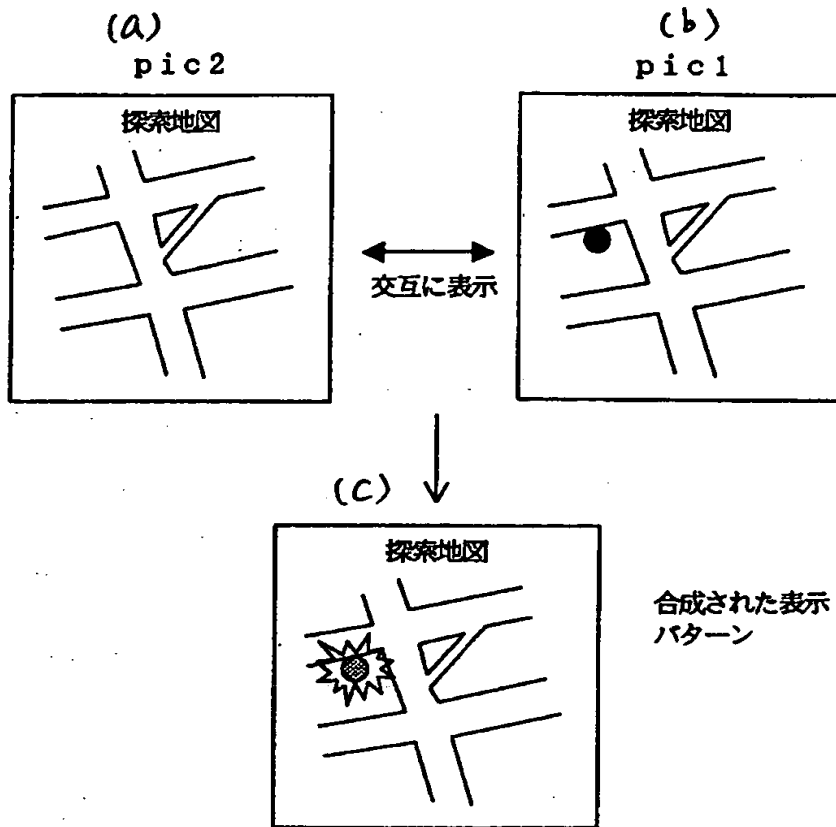 (a)
pic2
探索地図
(b)
pic1
探索地図
交互に表示
(C)
探索地図
合成された表示
パターン